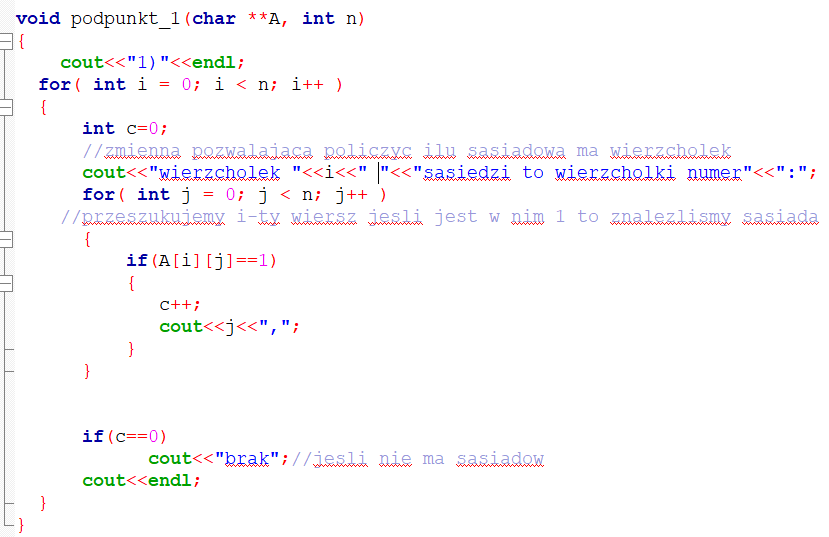 void podpunkt_1(char **A, int n)
{
cout<<"1)"<<endl;
for( int i = 0; i < n; i++ )
{
int c=0;
//zmienna pozwalajaca policzyc ilu sasiadowa ma wierzcholek
cout<<"wierzcholek "<<i<<" "<<"sasiedzi to wierzcholki numer"<<":";
for( int j = 0; j < n; j++ )
//przeszukujemy i-ty wiersz jesli jest w nim 1 to znalezlismy sasiada
{
if(A[i][j]==1)
{
c++;
cout<<j<<",";
}
}
if(c==0)
cout<<"brak";//jesli nie ma sasiadow
cout<<endl;
}
}